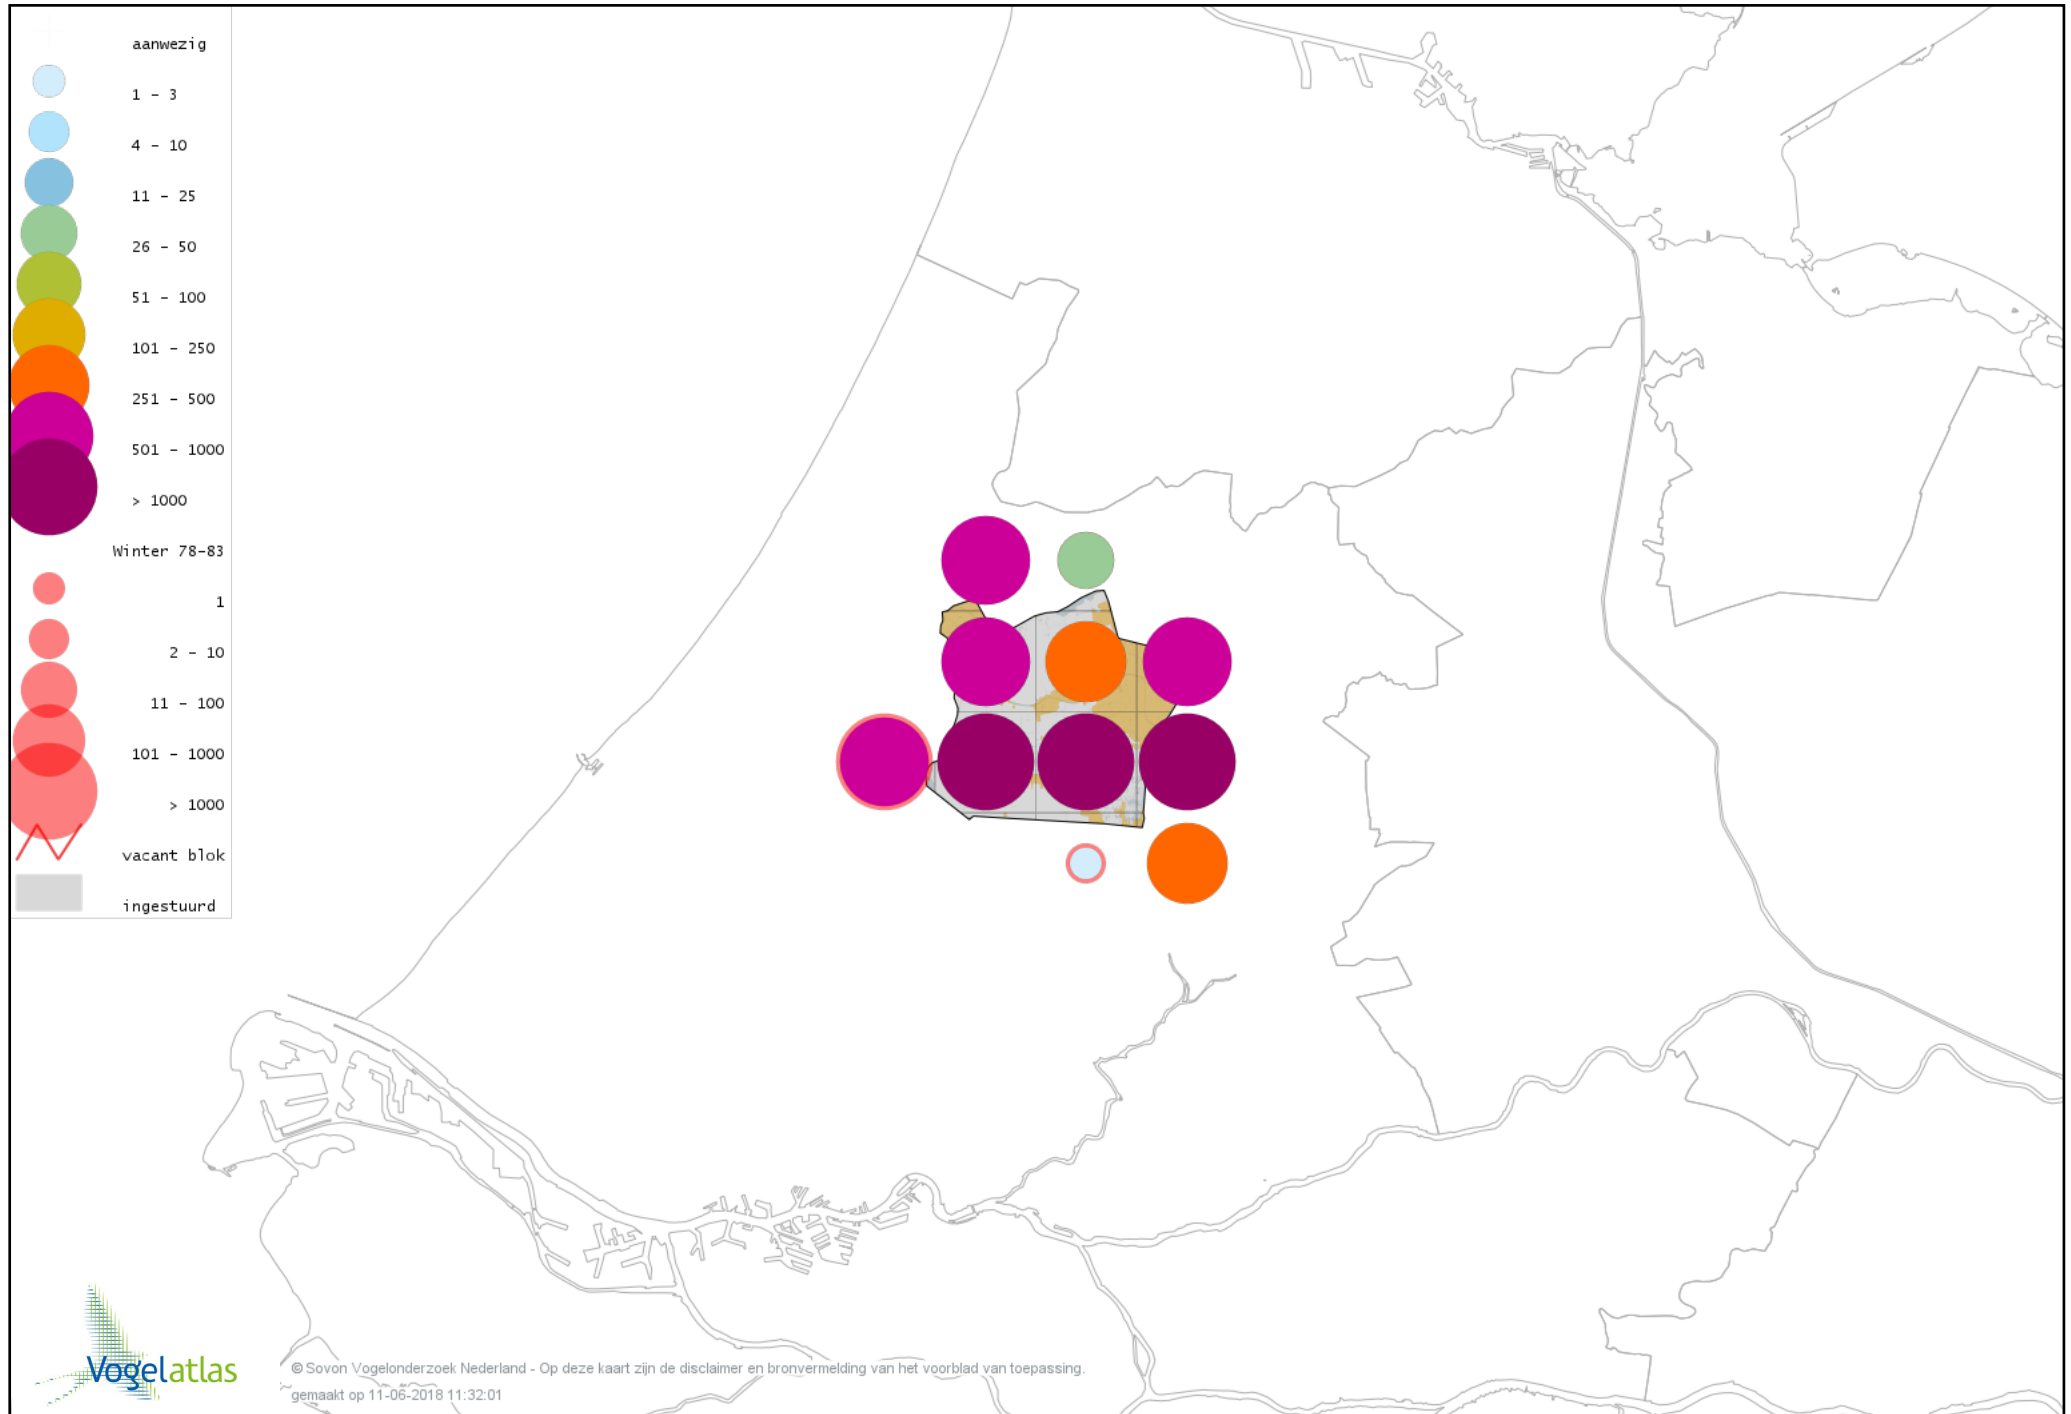 aanwezig
1 - 3
4 - 10
11 - 25
26 - 50
51 - 100
101 - 250
251 - 500
501 - 1000
> 1000
Winter 78-83
1
2 - 10
11 - 100
101 - 1000
> 1000
vacant blok
ingestuurd
Vogelatlas
© Sovon Vogelonderzoek Nederland - Op deze kaart zijn de disclaimer en bronvermelding van het voorblad van toepassing.
gemaakt op 11-06-2018 11:32:01